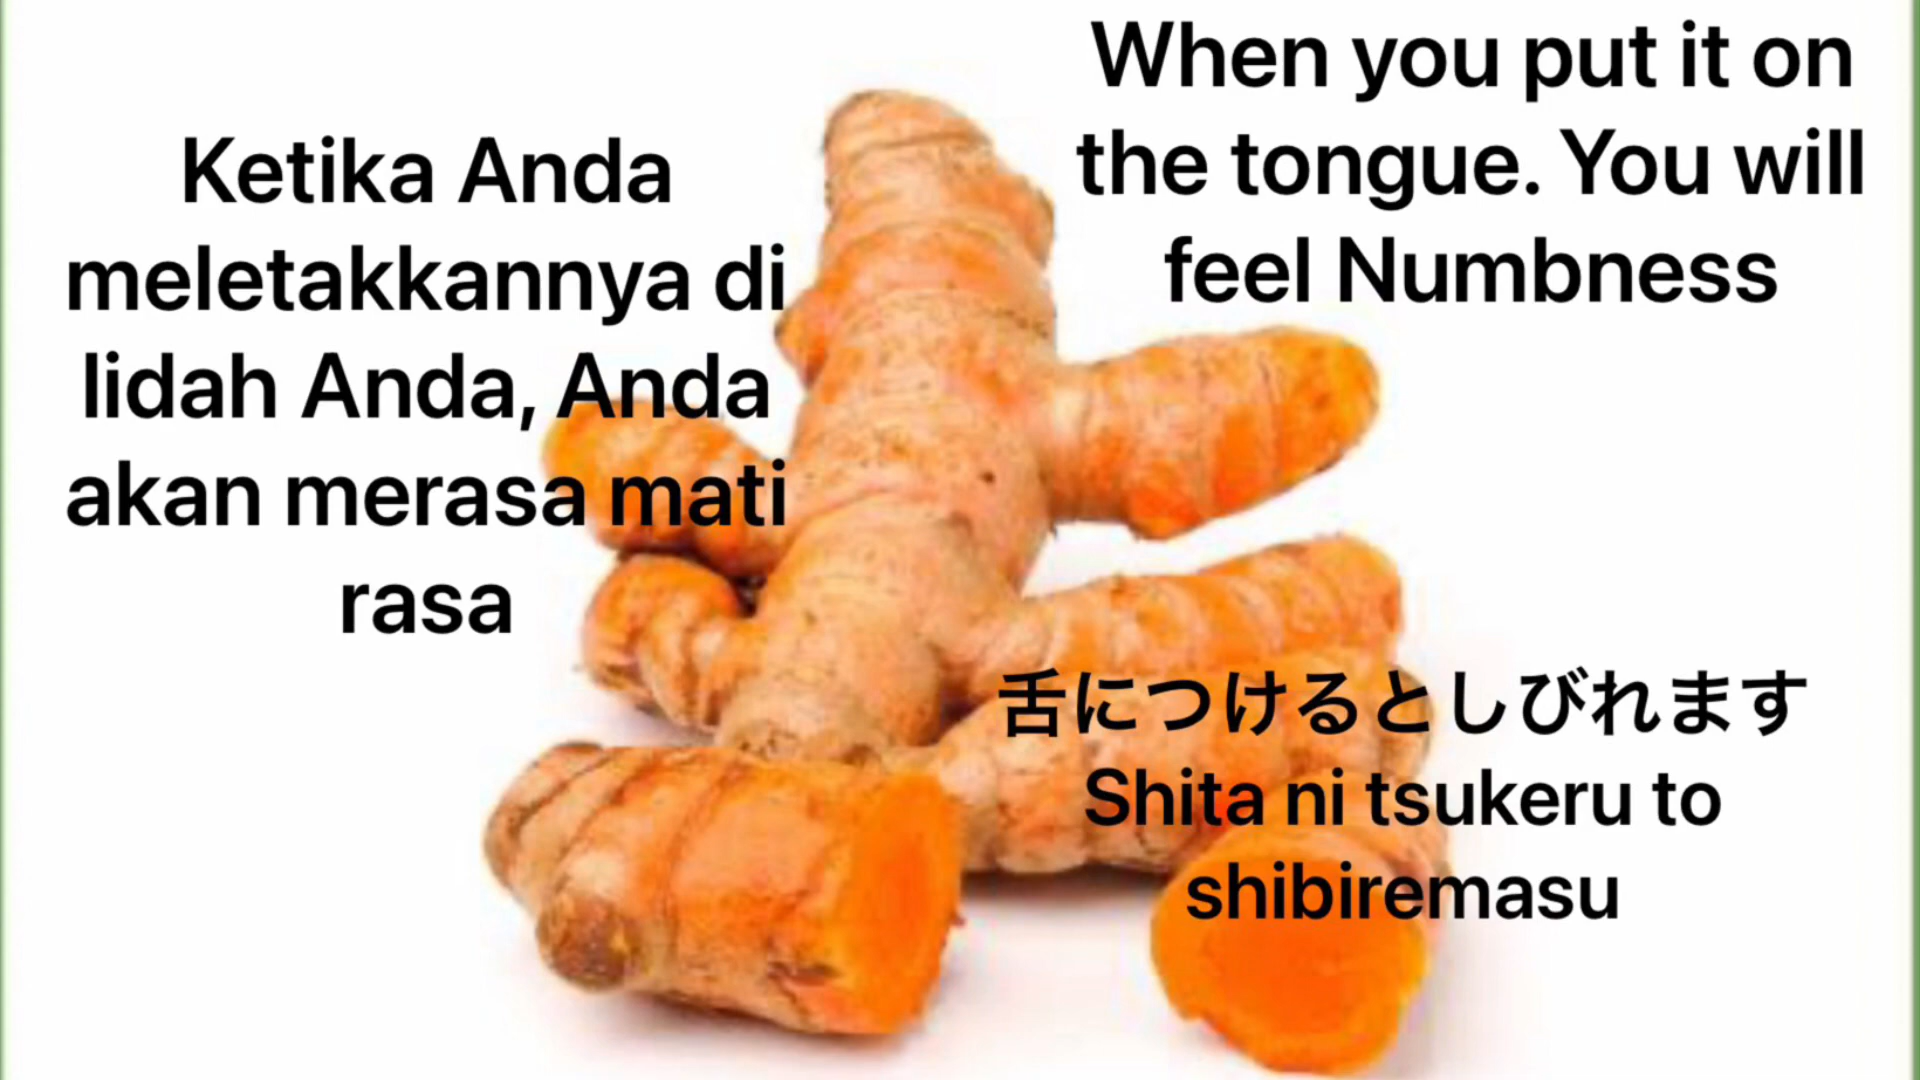 Ketika Anda
meletakkannya di
lidah Anda, Anda
akan merasa mati
rasa
When you put it on
the tongue. You will
feel Numbness
舌につけるとしびれます
Shita ni tsukeru to
shibiremasu